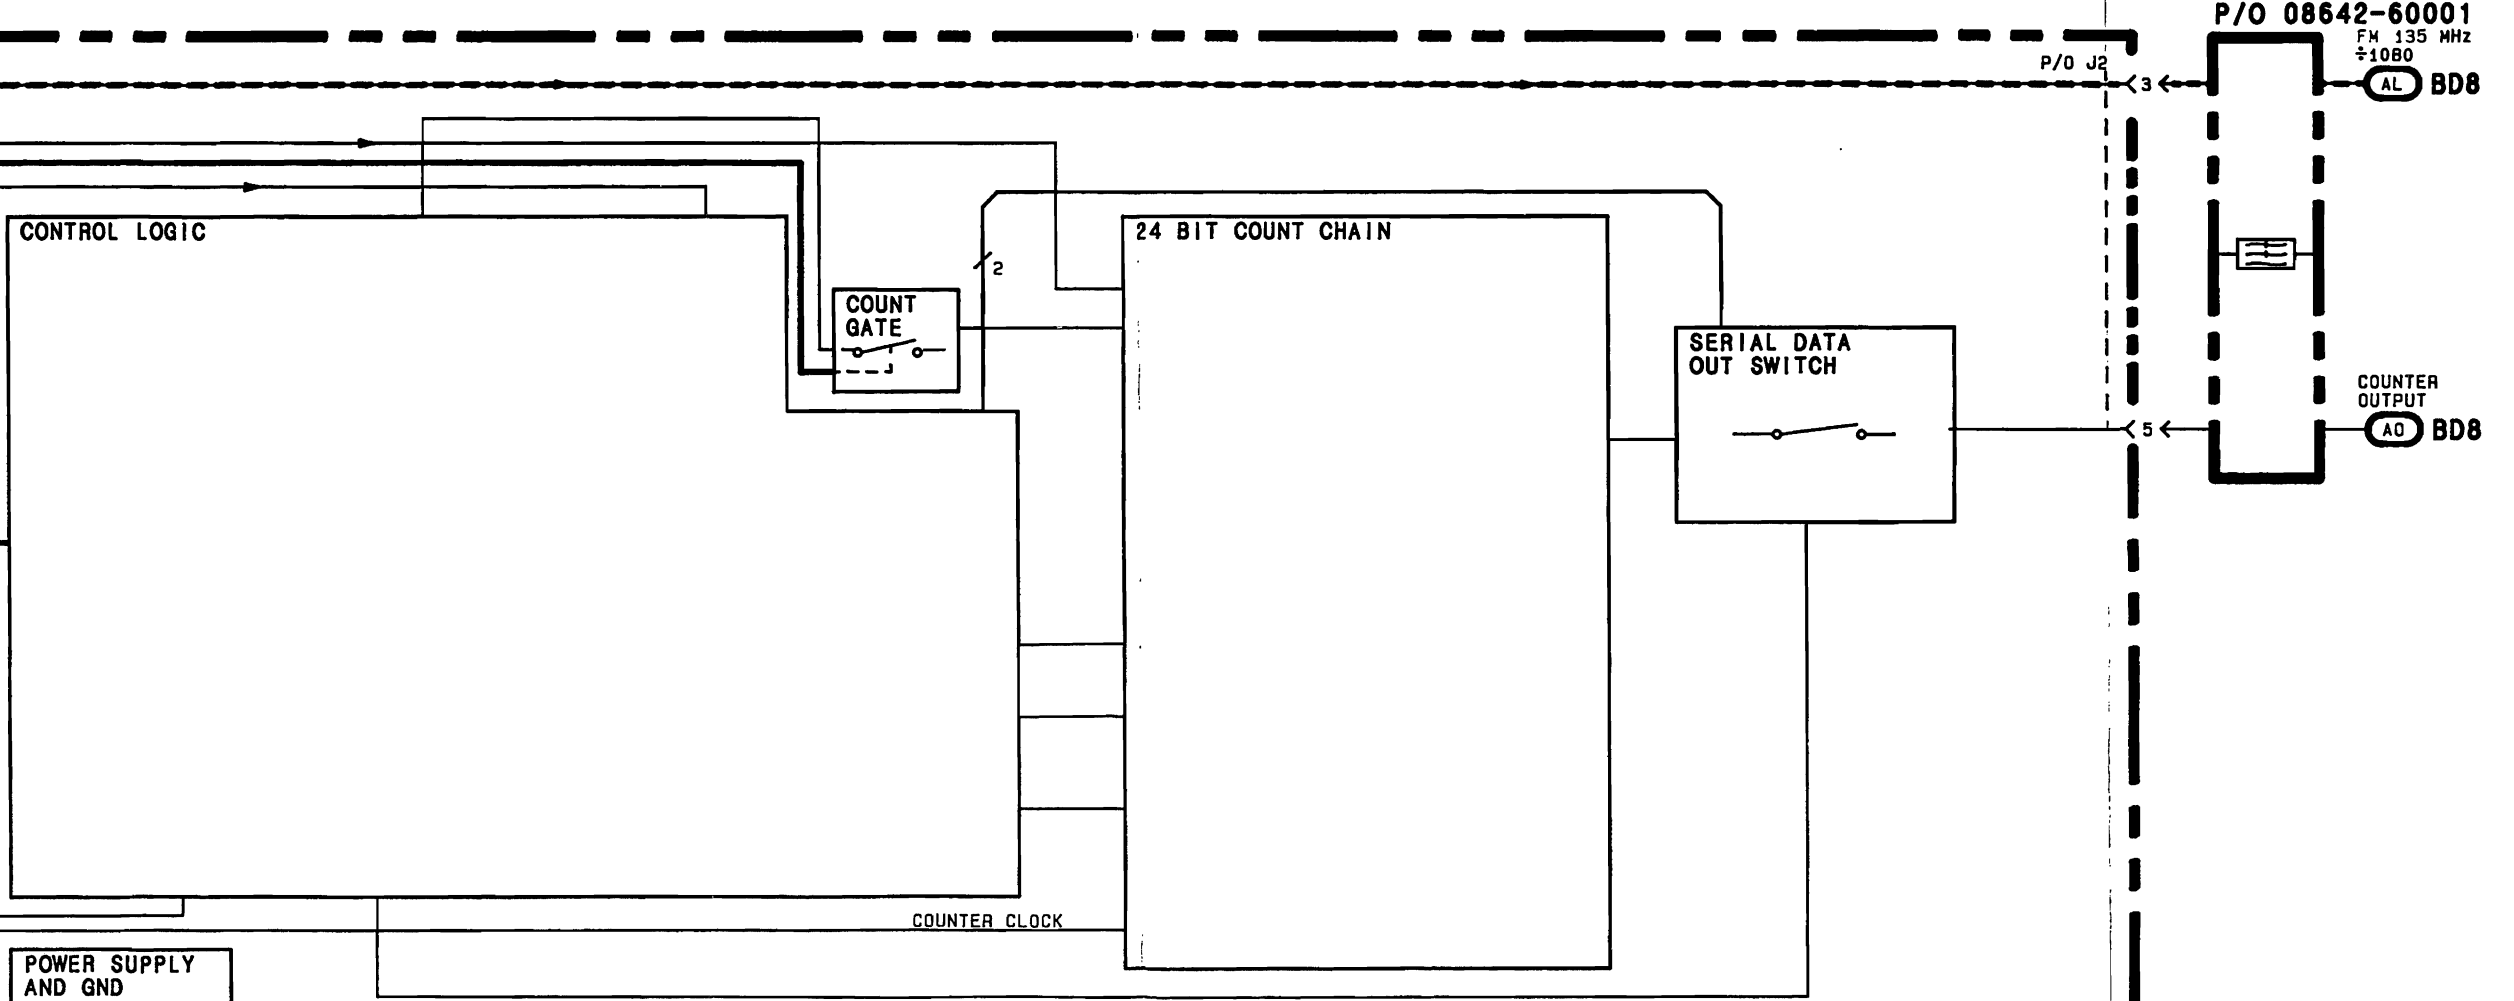 P/O 08642-60001
FM 135 MHz
÷1080
P/O J2
3
AL BD8
CONTROL LOGIC
24 BIT COUNT CHAIN
2
COUNT
GATE
SERIAL DATA
OUT SWITCH
COUNTER
OUTPUT
5
AO BD8
COUNTER CLOCK
POWER SUPPLY
AND GND